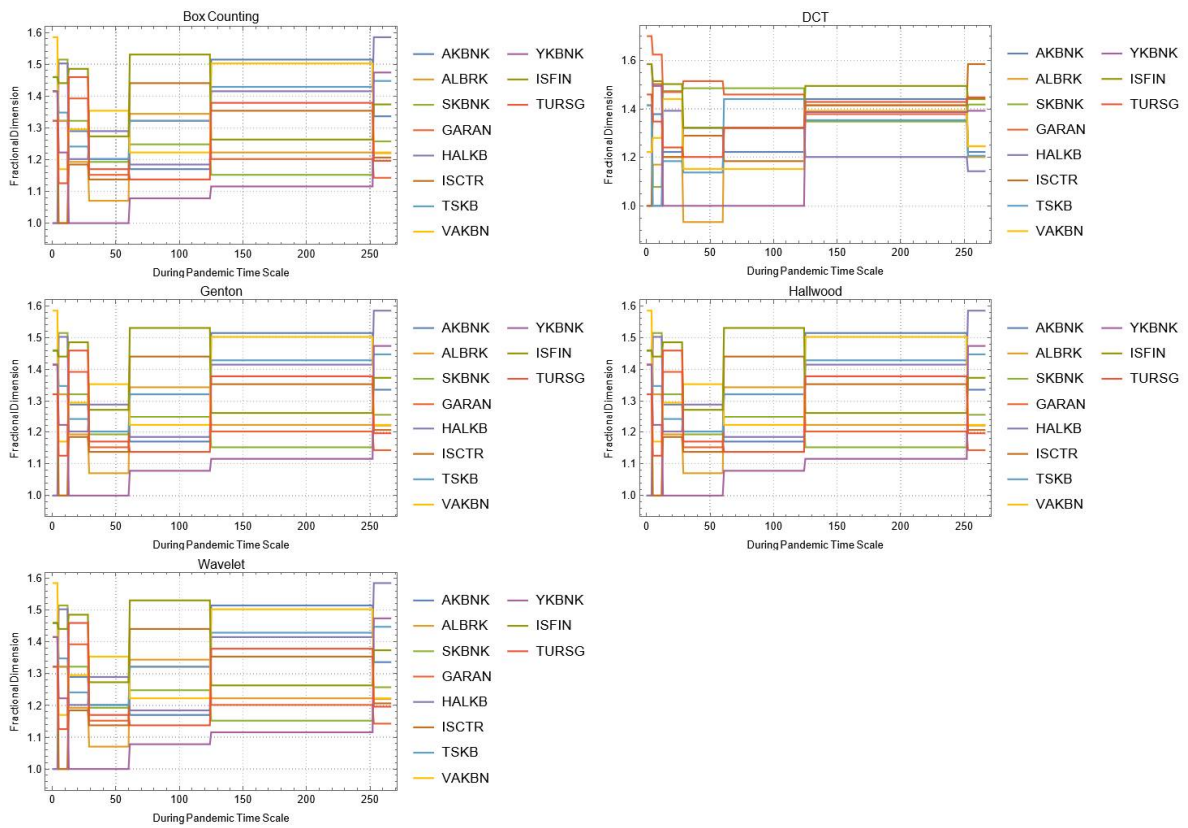 Box Counting
Fractional Dimension
1.6
1.5
1.4
1.3
1.2
1.1
1.0
0 50 100 150 200 250
During Pandemic Time Scale
AKBNK YKBNK
ALBRK ISFIN
SKBNK TURSG
GARAN
HALKB
ISCTR
TSKB
VAKBN
DCT
Fractional Dimension
1.6
1.4
1.2
1.0
0 50 100 150 200 250
During Pandemic Time Scale
AKBNK YKBNK
ALBRK ISFIN
SKBNK TURSG
GARAN
HALKB
ISCTR
TSKB
VAKBN
Genton
Fractional Dimension
1.6
1.5
1.4
1.3
1.2
1.1
1.0
0 50 100 150 200 250
During Pandemic Time Scale
AKBNK YKBNK
ALBRK ISFIN
SKBNK TURSG
GARAN
HALKB
ISCTR
TSKB
VAKBN
Hallwood
Fractional Dimension
1.6
1.5
1.4
1.3
1.2
1.1
1.0
0 50 100 150 200 250
During Pandemic Time Scale
AKBNK YKBNK
ALBRK ISFIN
SKBNK TURSG
GARAN
HALKB
ISCTR
TSKB
VAKBN
Wavelet
Fractional Dimension
1.6
1.5
1.4
1.3
1.2
1.1
1.0
0 50 100 150 200 250
During Pandemic Time Scale
AKBNK YKBNK
ALBRK ISFIN
SKBNK TURSG
GARAN
HALKB
ISCTR
TSKB
VAKBN